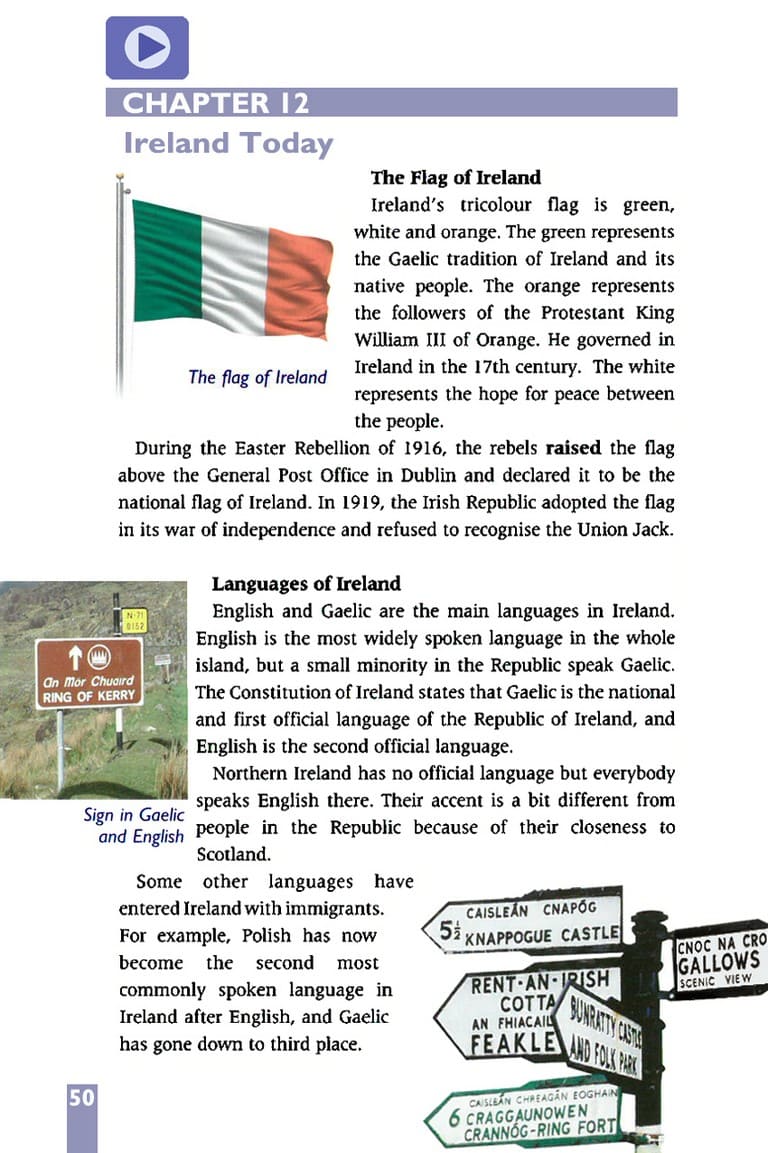 CHAPTER 12
Ireland Today
The Flag of Ireland
Ireland's tricolour flag is green,
white and orange. The green represents
the Gaelic tradition of Ireland and its
native people. The orange represents
the followers of the Protestant King
William III of Orange. He governed in
Ireland in the 17th century. The white
represents the hope for peace between
the people.
The flag of Ireland
During the Easter Rebellion of 1916, the rebels raised the flag
above the General Post Office in Dublin and declared it to be the
national flag of Ireland. In 1919, the Irish Republic adopted the flag
in its war of independence and refused to recognise the Union Jack.
Languages of Ireland
English and Gaelic are the main languages in Ireland.
English is the most widely spoken language in the whole
island, but a small minority in the Republic speak Gaelic.
The Constitution of Ireland states that Gaelic is the national
and first official language of the Republic of Ireland, and
English is the second official language.
Northern Ireland has no official language but everybody
speaks English there. Their accent is a bit different from
people in the Republic because of their closeness to
Scotland.
N-71
0152
An Mór Chuaird
RING OF KERRY
Sign in Gaelic
and English
Some other languages have
entered Ireland with immigrants.
For example, Polish has now
become the second most
commonly spoken language in
Ireland after English, and Gaelic
has gone down to third place.
CAISLEÁN CNAPÓG
5½ KNAPPOGUE CASTLE
CNOC NA CRO
GALLOWS
SCENIC VIEW
RENT-AN-IRISH
COTTA
AN FHIACAIL
FEAKLE
BUNRATTY CASTLE
AND FOLK PARK
CAISLEÁN CHREAGÁN EOGHAIN
6 CRAGGAUNOWEN
CRANNÓG-RING FORT
50